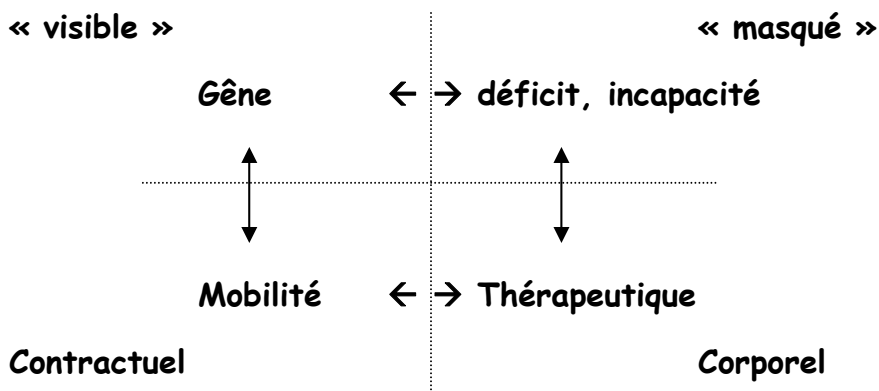 « visible » « masqué »
Gêne ← → déficit, incapacité
Mobilité ← → Thérapeutique
Contractuel Corporel